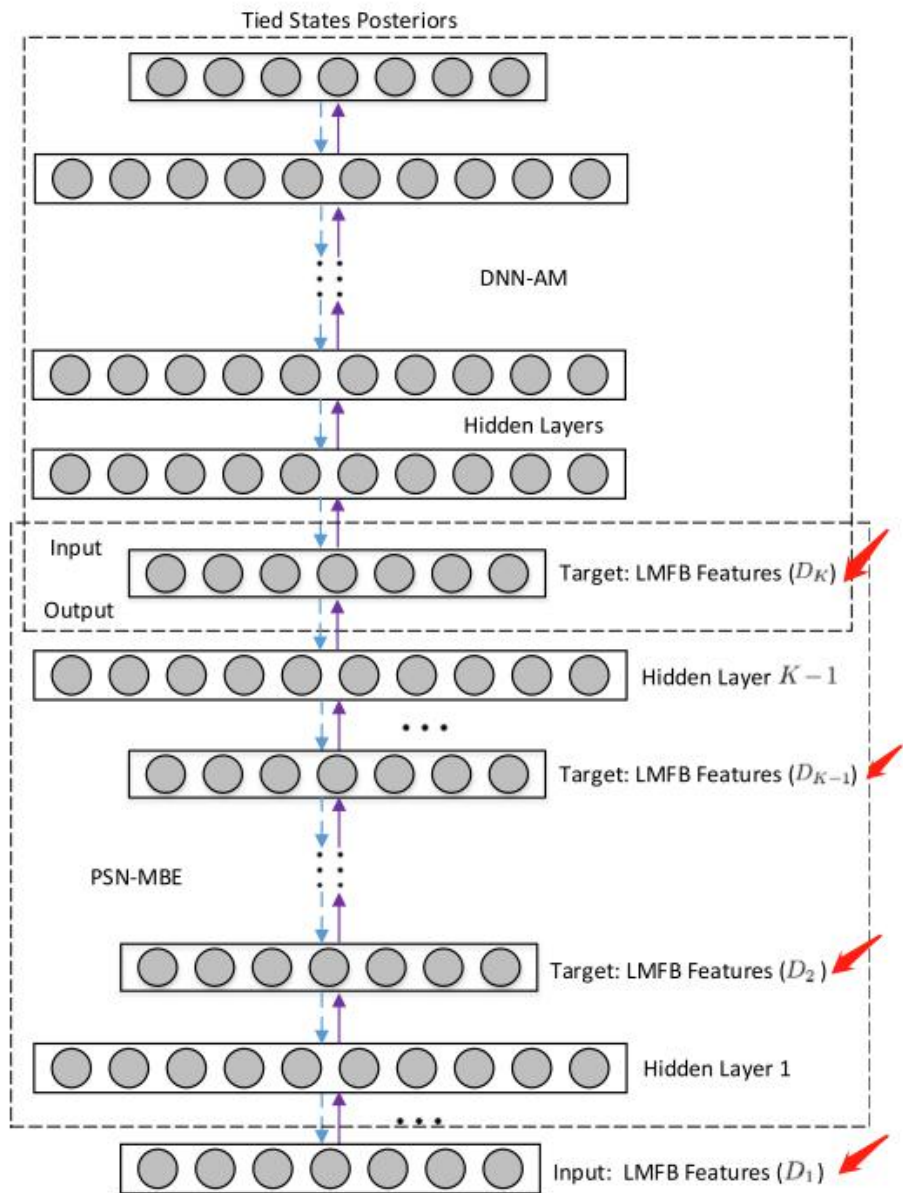 Tied States Posteriors
DNN-AM
Hidden Layers
Input
Target: LMFB Features (D_K)
Output
Hidden Layer K − 1
Target: LMFB Features (D_{K−1})
PSN-MBE
Target: LMFB Features (D_2 )
Hidden Layer 1
Input: LMFB Features (D_1)